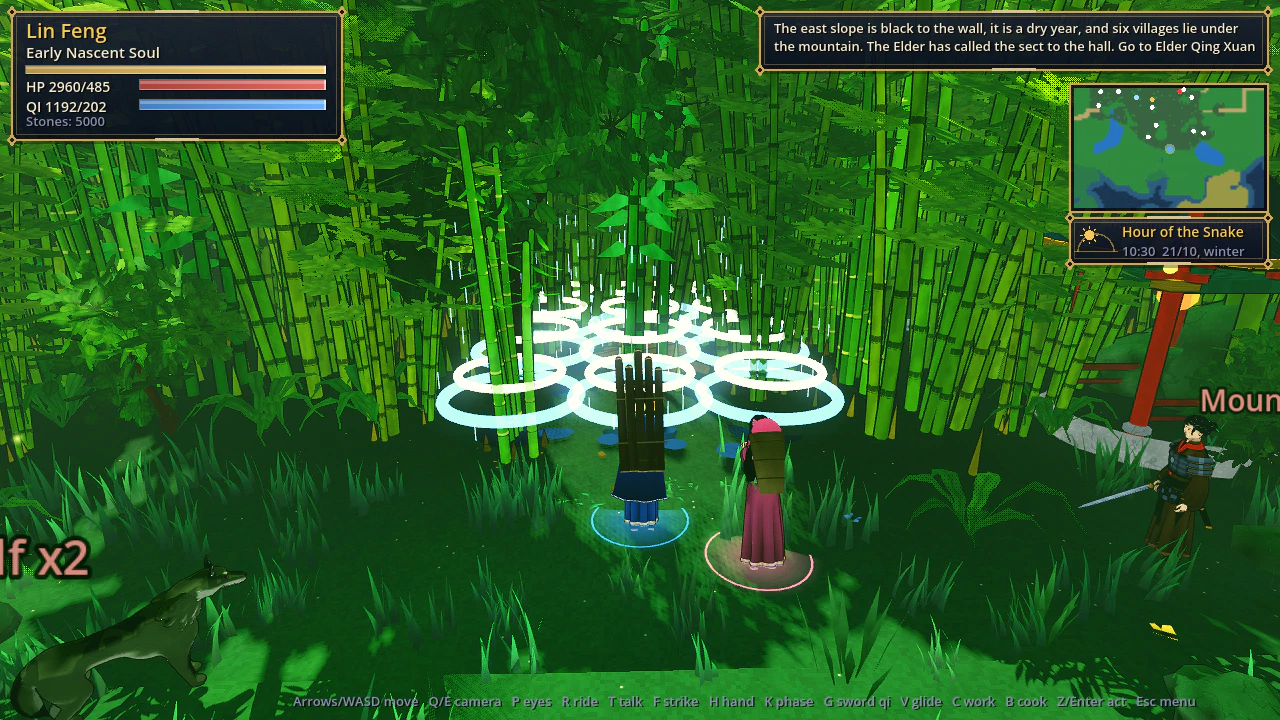 Lin Feng
Early Nascent Soul
HP 2960/485
QI 1192/202
Stones: 5000
The east slope is black to the wall, it is a dry year, and six villages lie under
the mountain. The Elder has called the sect to the hall. Go to Elder Qing Xuan
Hour of the Snake
10:30 21/10, winter
Moun
lf x2
Arrows/WASD move Q/E camera P eyes R ride T talk F strike H hand K phase G sword qi V glide C work B cook Z/Enter act Esc menu